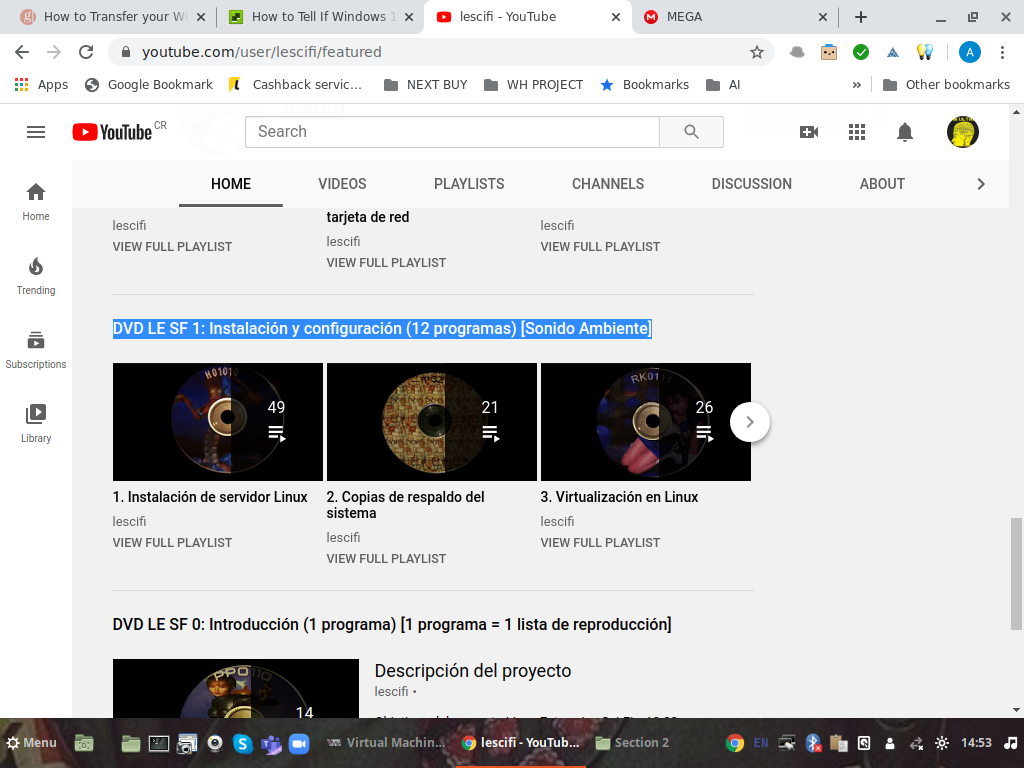 How to Transfer your Wi
How to Tell If Windows 1
lescifi - YouTube
MEGA
youtube.com/user/lescifi/featured
A
Apps
Google Bookmark
Cashback servic...
NEXT BUY
WH PROJECT
Bookmarks
AI
»
Other bookmarks
YouTube CR
Search
HOME
VIDEOS
PLAYLISTS
CHANNELS
DISCUSSION
ABOUT
Home
Trending
Subscriptions
Library
lescifi
VIEW FULL PLAYLIST
tarjeta de red
lescifi
VIEW FULL PLAYLIST
lescifi
VIEW FULL PLAYLIST
DVD LE SF 1: Instalación y configuración (12 programas) [Sonido Ambiente]
H01010
49
21
RK0111
26
1. Instalación de servidor Linux
lescifi
VIEW FULL PLAYLIST
2. Copias de respaldo del
sistema
lescifi
VIEW FULL PLAYLIST
3. Virtualización en Linux
lescifi
VIEW FULL PLAYLIST
DVD LE SF 0: Introducción (1 programa) [1 programa = 1 lista de reproducción]
PPO110
14
Descripción del proyecto
lescifi •
Menu
Virtual Machin...
lescifi - YouTub...
Section 2
EN
14:53